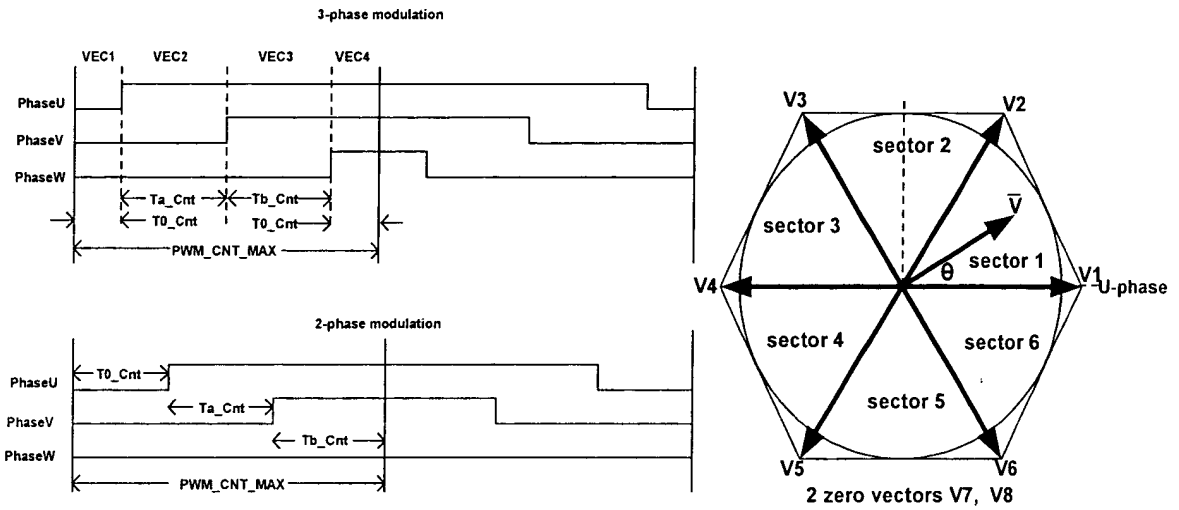 3-phase modulation
VEC1 VEC2 VEC3 VEC4
PhaseU
PhaseV
PhaseW
Ta_Cnt Tb_Cnt
T0_Cnt T0_Cnt
PWM_CNT_MAX
2-phase modulation
T0_Cnt
PhaseU
Ta_Cnt
PhaseV
Tb_Cnt
PhaseW
PWM_CNT_MAX
V3 V2
sector 2
V̅
sector 3
sector 1
θ
V4 V1 U-phase
sector 4 sector 6
sector 5
V5 V6
2 zero vectors V7, V8